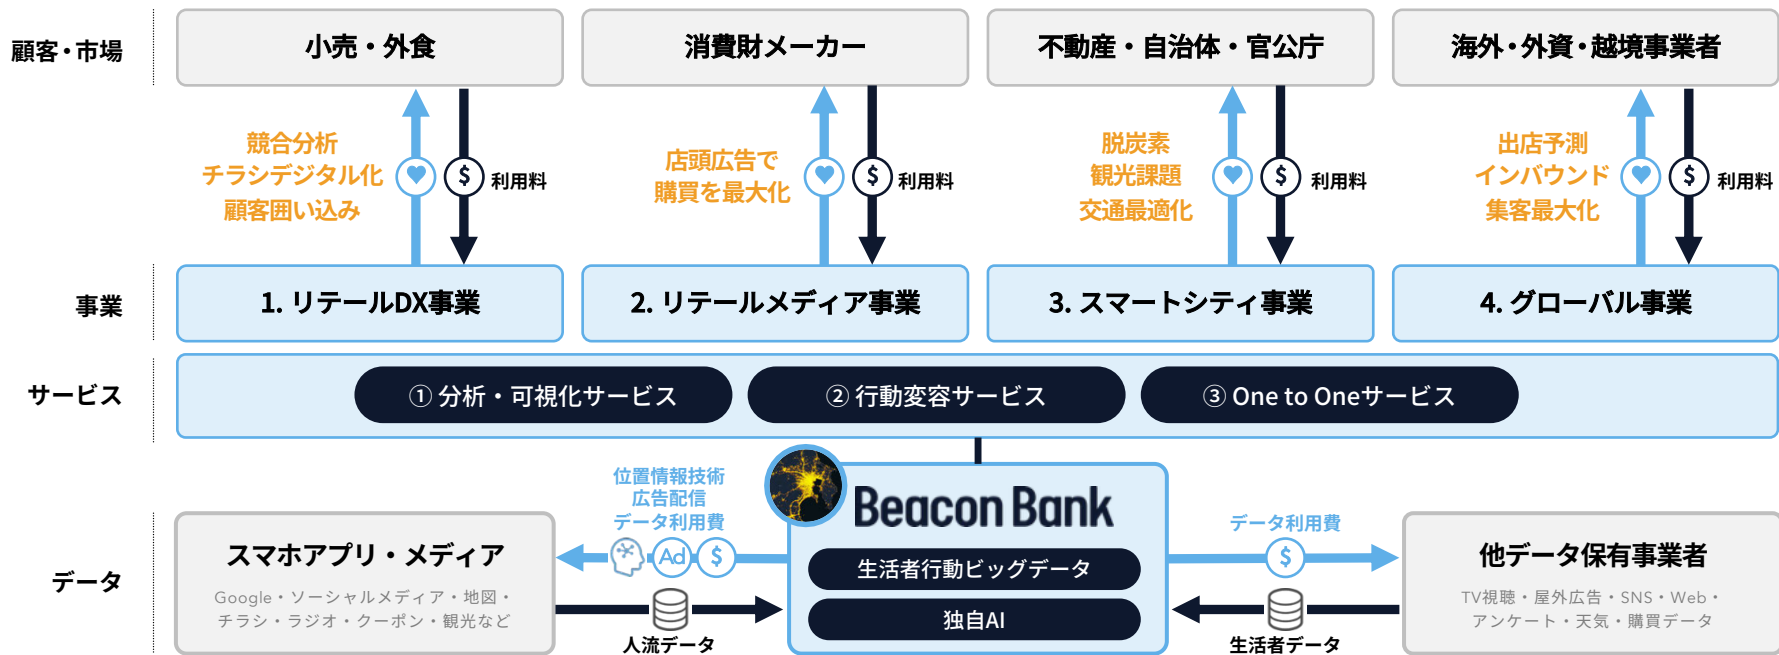 顧客・市場
小売・外食
消費財メーカー
不動産・自治体・官公庁
海外・外資・越境事業者
競合分析
チラシデジタル化
顧客囲い込み
$
利用料
店頭広告で
購買を最大化
$
利用料
脱炭素
観光課題
交通最適化
$
利用料
出店予測
インバウンド
集客最大化
$
利用料
事業
1. リテールDX事業
2. リテールメディア事業
3. スマートシティ事業
4. グローバル事業
サービス
① 分析・可視化サービス
② 行動変容サービス
③ One to Oneサービス
データ
スマホアプリ・メディア
Google・ソーシャルメディア・地図・
チラシ・ラジオ・クーポン・観光など
位置情報技術
広告配信
データ利用費
Ad
$
人流データ
Beacon Bank
生活者行動ビッグデータ
独自AI
データ利用費
$
生活者データ
他データ保有事業者
TV視聴・屋外広告・SNS・Web・
アンケート・天気・購買データ